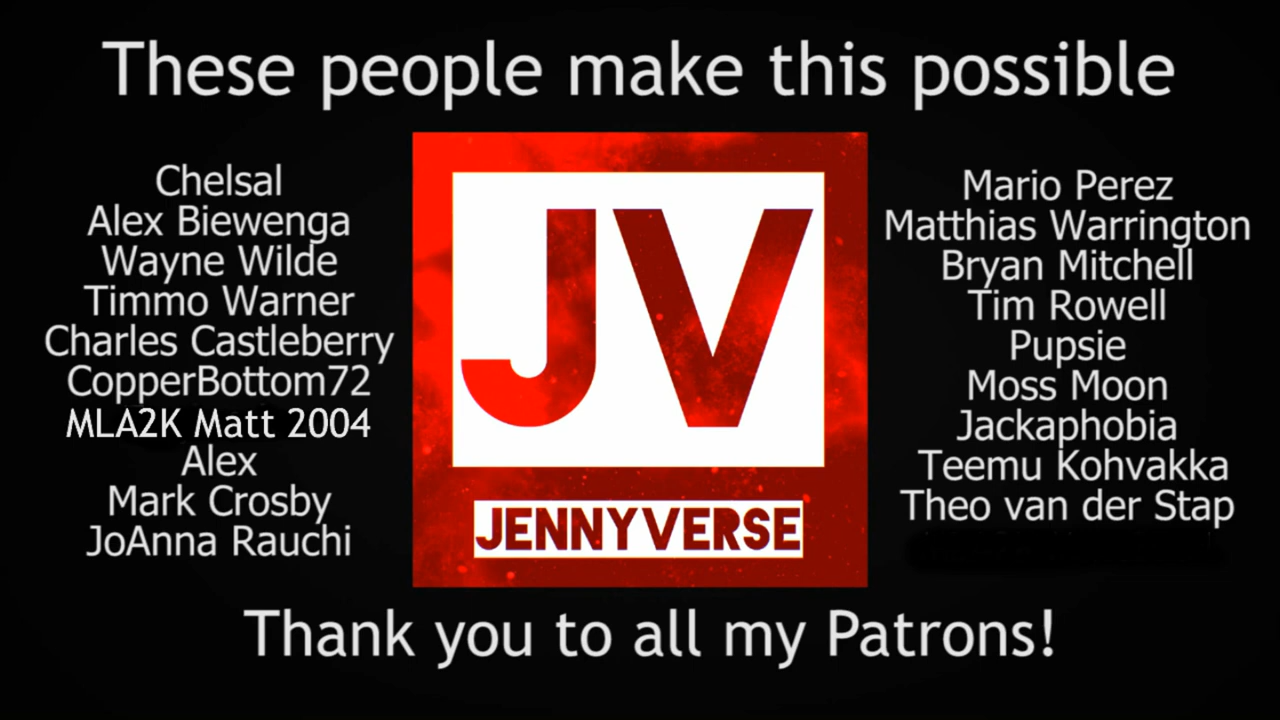 These people make this possible
Chelsal
Alex Biewenga
Wayne Wilde
Timmo Warner
Charles Castleberry
CopperBottom72
MLA2K Matt 2004
Alex
Mark Crosby
JoAnna Rauchi
JV
JENNYVERSE
Mario Perez
Matthias Warrington
Bryan Mitchell
Tim Rowell
Pupsie
Moss Moon
Jackaphobia
Teemu Kohvakka
Theo van der Stap
Thank you to all my Patrons!